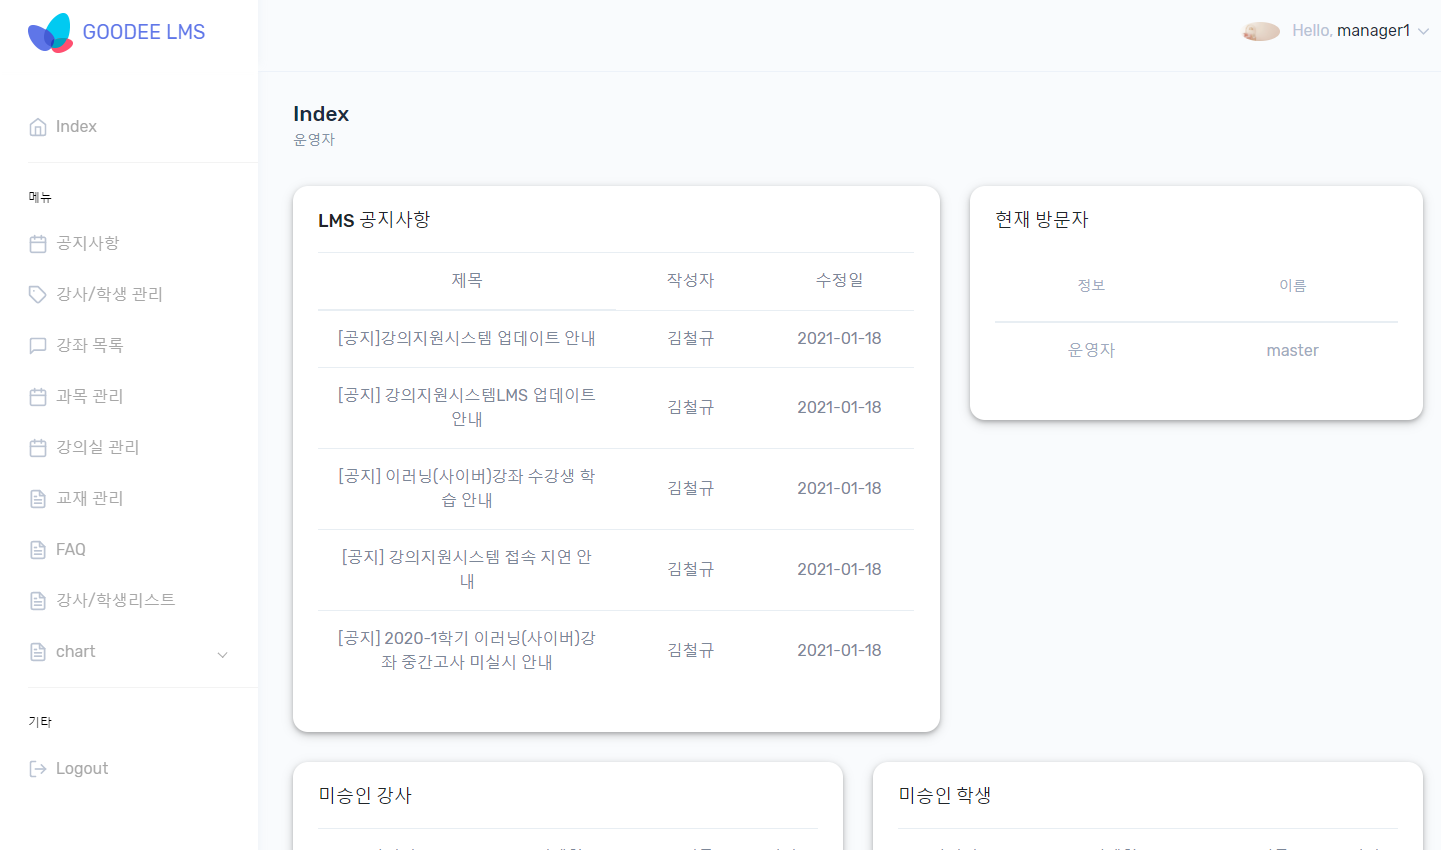 GOODEE LMS
Hello, manager1
Index
메뉴
공지사항
강사/학생 관리
강좌 목록
과목 관리
강의실 관리
교재 관리
FAQ
강사/학생리스트
chart
기타
Logout
Index
운영자
LMS 공지사항
제목 작성자 수정일
[공지]강의지원시스템 업데이트 안내 김철규 2021-01-18
[공지] 강의지원시스템LMS 업데이트
안내 김철규 2021-01-18
[공지] 이러닝(사이버)강좌 수강생 학
습 안내 김철규 2021-01-18
[공지] 강의지원시스템 접속 지연 안
내 김철규 2021-01-18
[공지] 2020-1학기 이러닝(사이버)강
좌 중간고사 미실시 안내 김철규 2021-01-18
현재 방문자
정보 이름
운영자 master
미승인 강사
미승인 학생